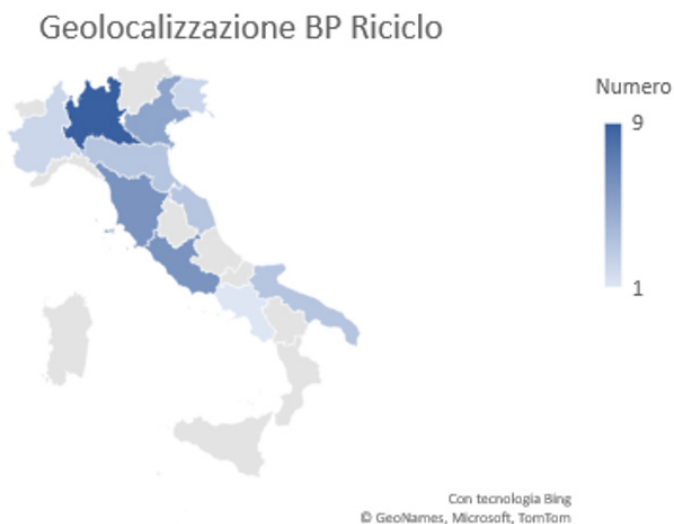 Geolocalizzazione BP Riciclo
Numero
9
1
Con tecnologia Bing
© GeoNames, Microsoft, TomTom